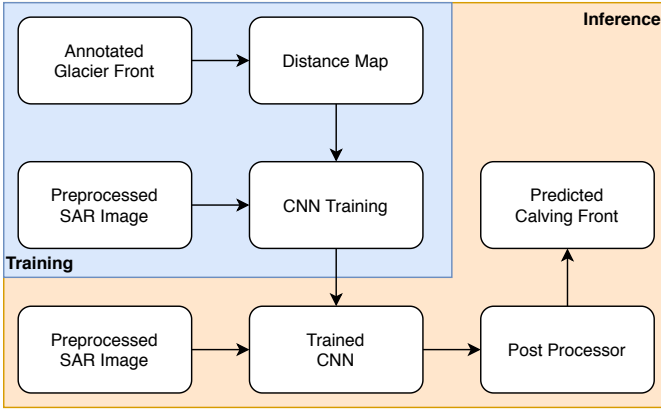 Inference
Annotated
Glacier Front
Distance Map
Preprocessed
SAR Image
CNN Training
Predicted
Calving Front
Training
Preprocessed
SAR Image
Trained
CNN
Post Processor